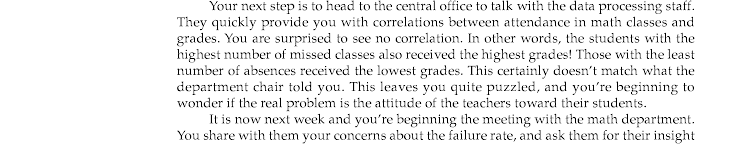 Your next step is to head to the central office to talk with the data processing staff.
They quickly provide you with correlations between attendance in math classes and
grades. You are surprised to see no correlation. In other words, the students with the
highest number of missed classes also received the highest grades! Those with the least
number of absences received the lowest grades. This certainly doesn't match what the
department chair told you. This leaves you quite puzzled, and you're beginning to
wonder if the real problem is the attitude of the teachers toward their students.
It is now next week and you're beginning the meeting with the math department.
You share with them your concerns about the failure rate, and ask them for their insight